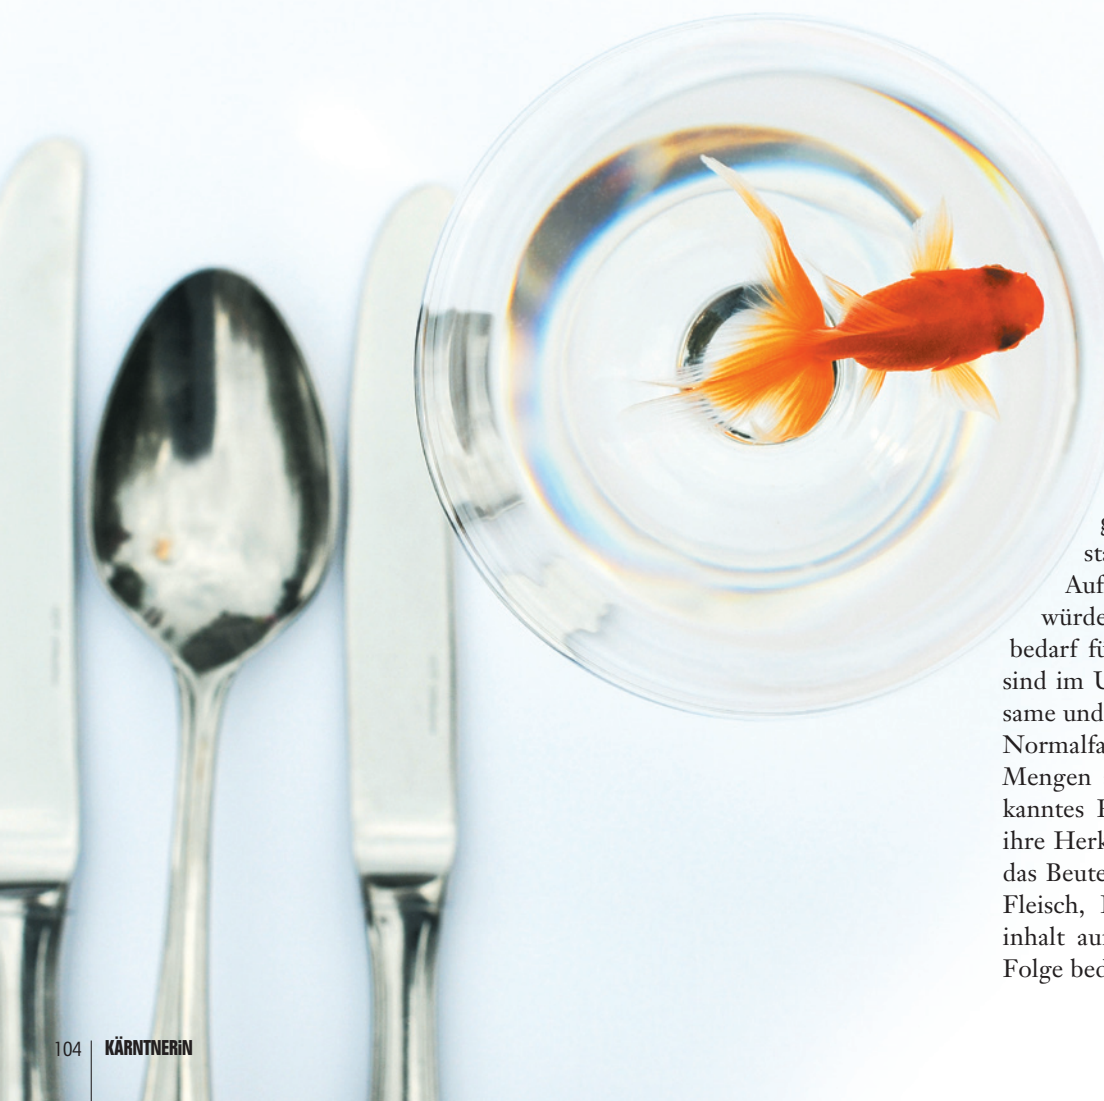 sta
Auf
würde
bedarf fü
sind im U
same und
Normalfa
Mengen
kanntes
ihre Herk
das Beute
Fleisch,
inhalt au
Folge bed
104 KÄRNTNERiN